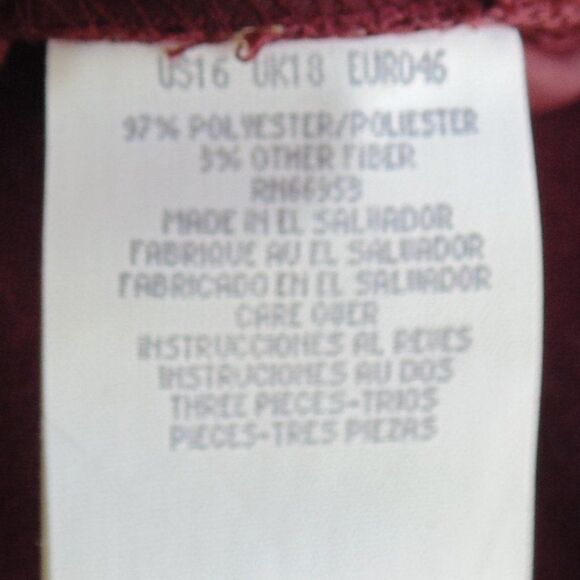 US16 UK18 EURO46
97% POLYESTER/POLIESTER
3% OTHER FIBER
RN66953
MADE IN EL SALVADOR
FABRIQUE AU EL SALVADOR
FABRICADO EN EL SALVADOR
CARE OVER
INSTRUCCIONES AL REVES
INSTRUCIONES AU DOS
THREE PIECES-TRIOS
PIECES-TRES PIEZAS